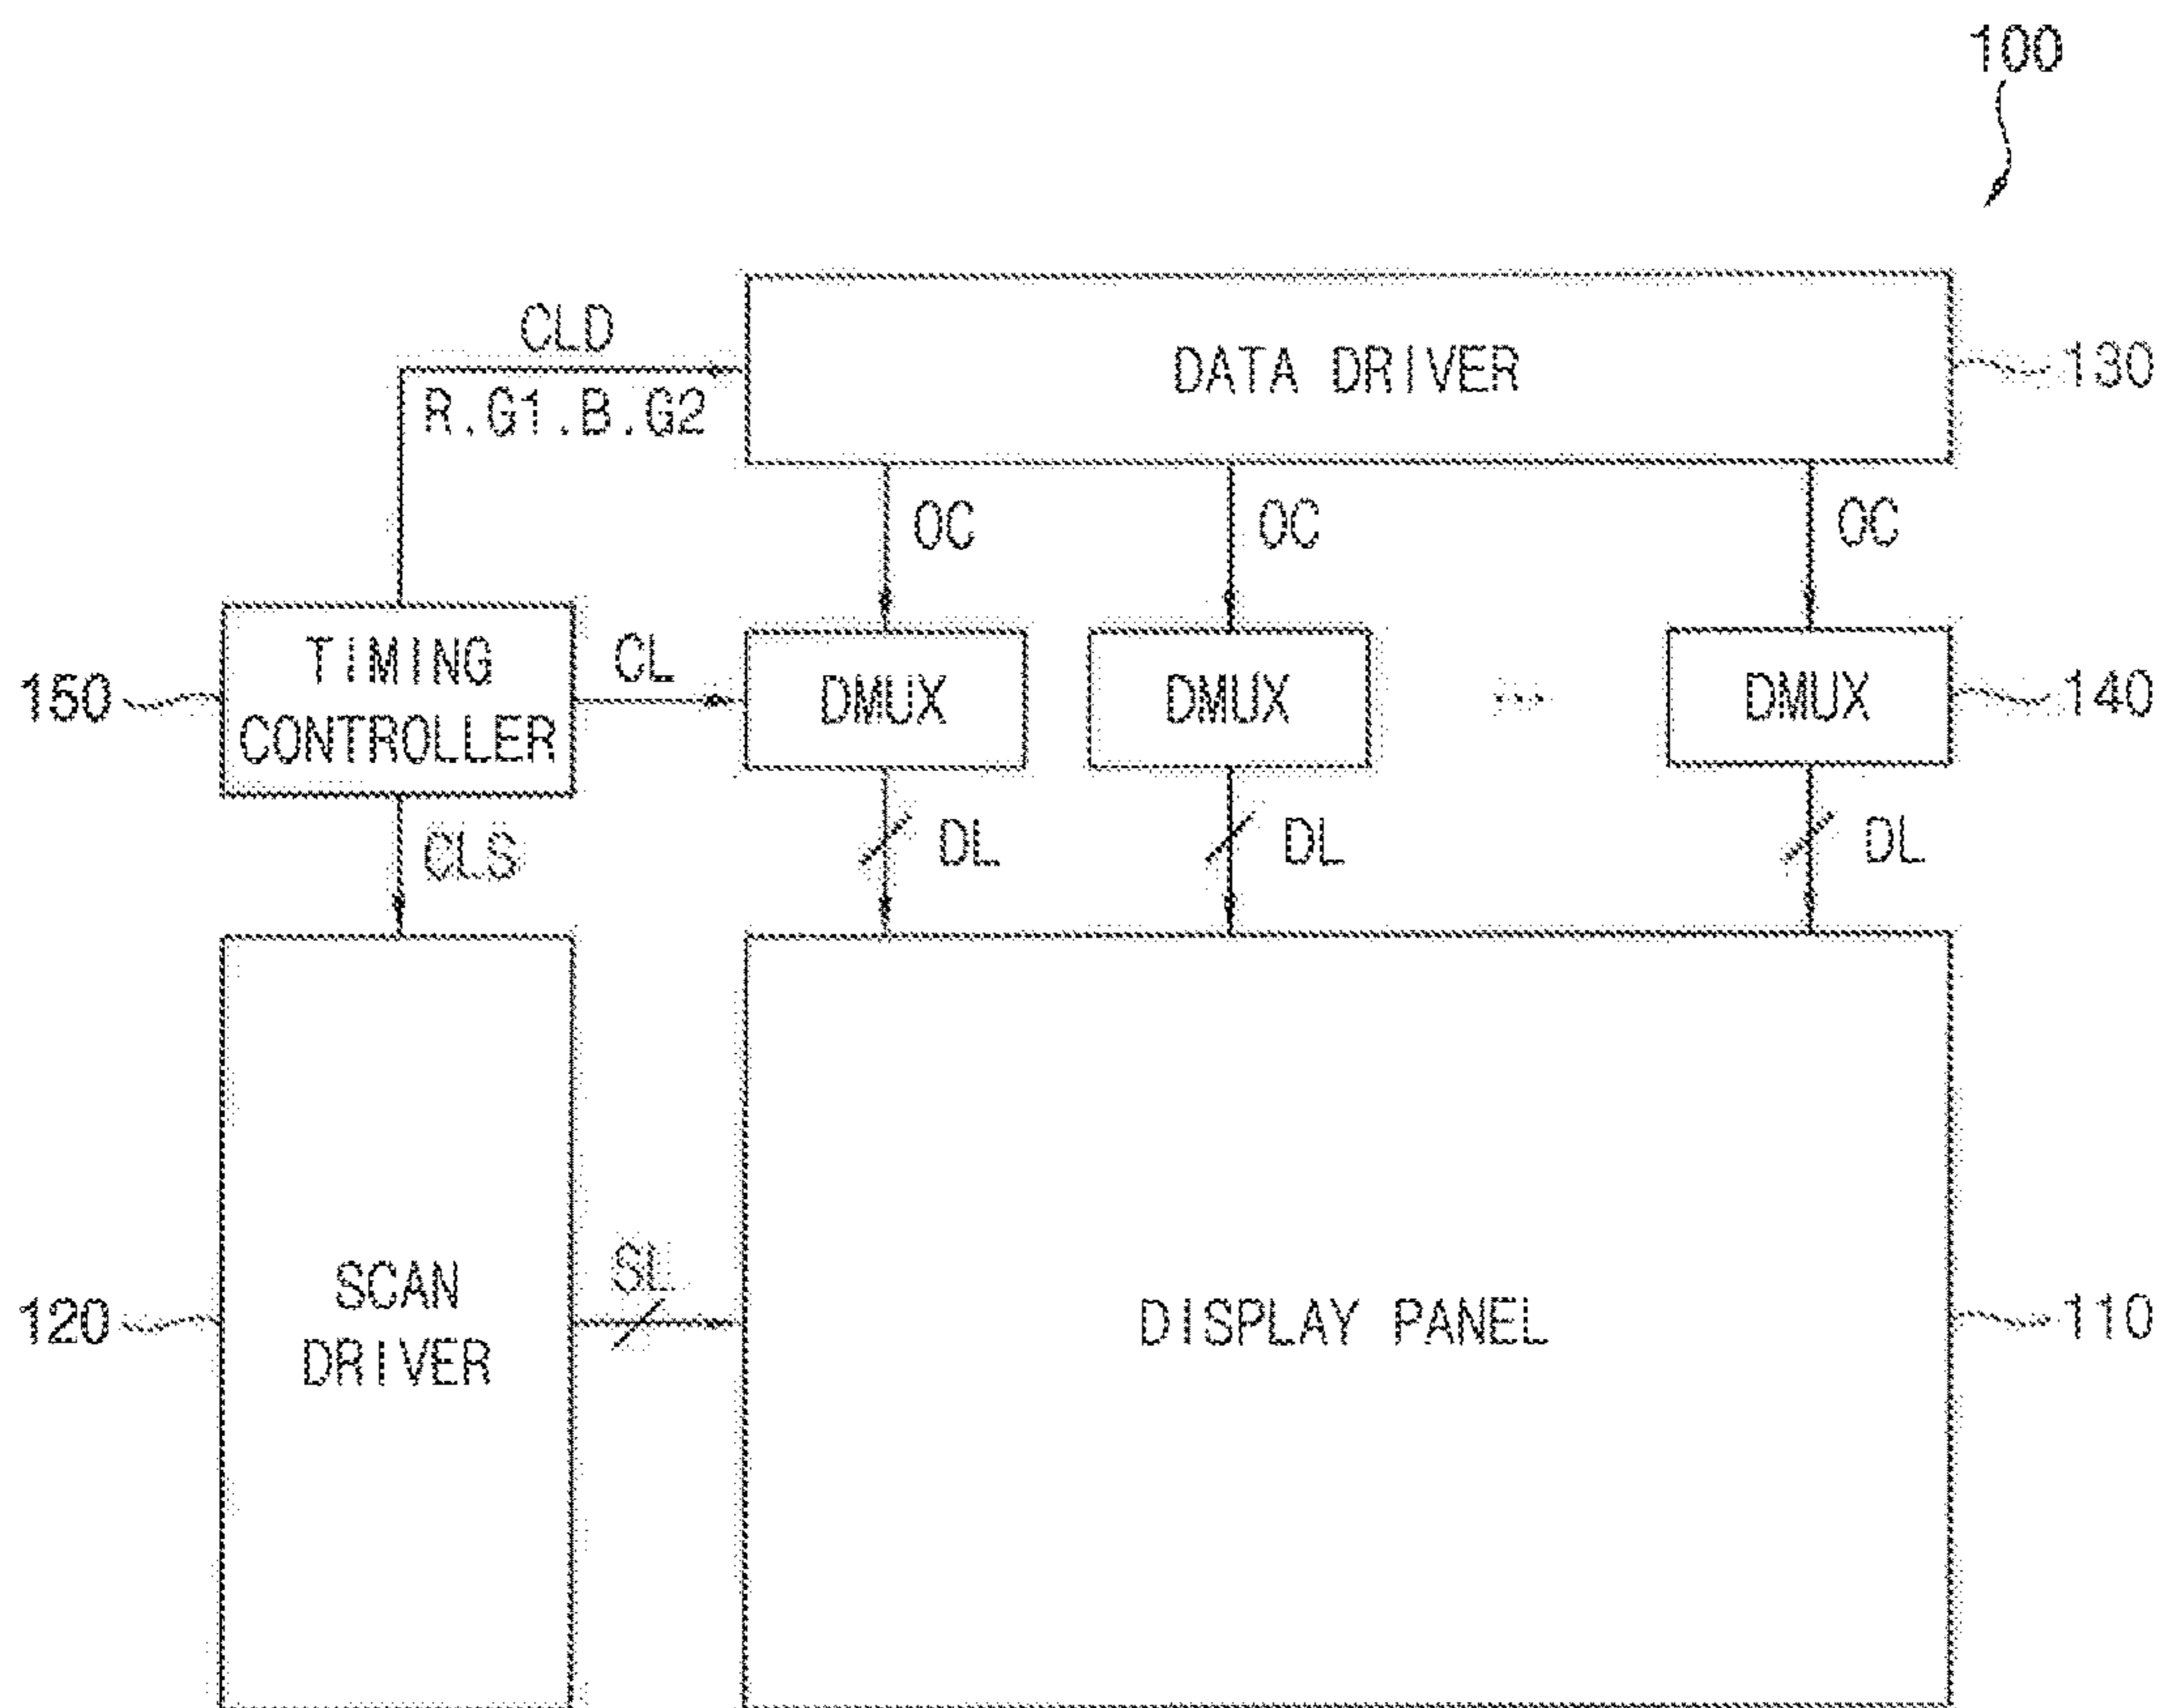 100
CLD
R.G1.B.G2
DATA DRIVER
130
OC
OC
OC
TIMING
CONTROLLER
150
CL
DMUX
DMUX
...
DMUX
140
CLS
DL
DL
DL
SCAN
DRIVER
120
SL
DISPLAY PANEL
110